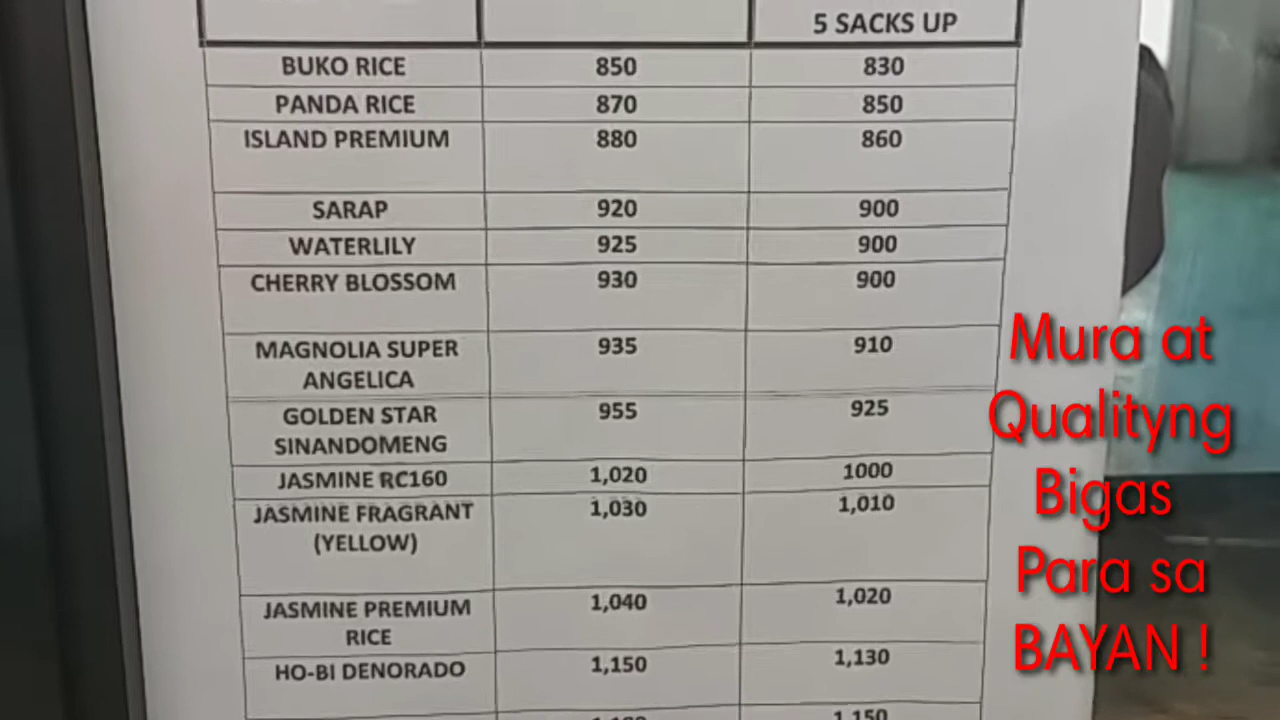 5 SACKS UP
BUKO RICE 850 830
PANDA RICE 870 850
ISLAND PREMIUM 880 860
SARAP 920 900
WATERLILY 925 900
CHERRY BLOSSOM 930 900
MAGNOLIA SUPER 935 910
ANGELICA
GOLDEN STAR 955 925
SINANDOMENG
JASMINE RC160 1,020 1000
JASMINE FRAGRANT 1,030 1,010
(YELLOW)
JASMINE PREMIUM 1,040 1,020
RICE
HO-BI DENORADO 1,150 1,130
1,150
Mura at
Qualityng
Bigas
Para sa
BAYAN !